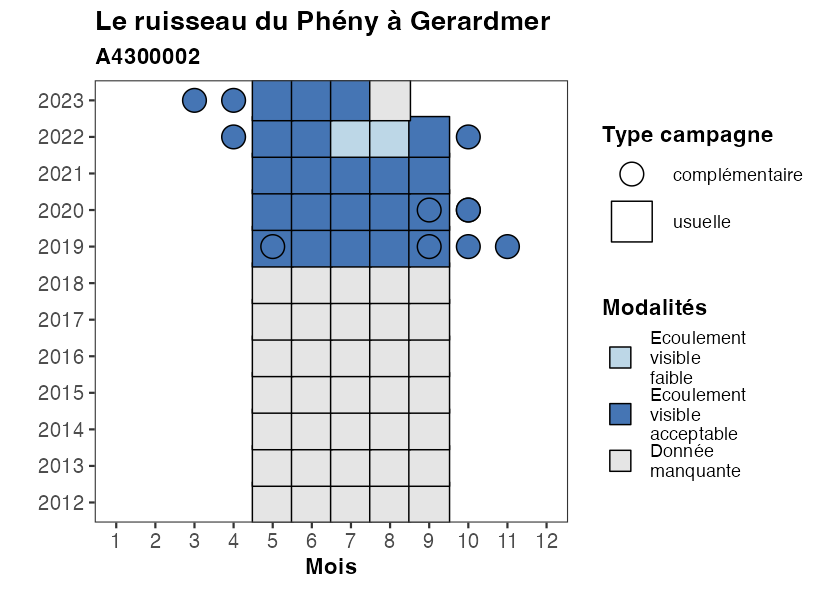 Le ruisseau du Phény à Gerardmer
A4300002
2023
2022
2021
2020
2019
2018
2017
2016
2015
2014
2013
2012
1 2 3 4 5 6 7 8 9 10 11 12
Mois
Type campagne
complémentaire
usuelle
Modalités
Ecoulement
visible
faible
Ecoulement
visible
acceptable
Donnée
manquante